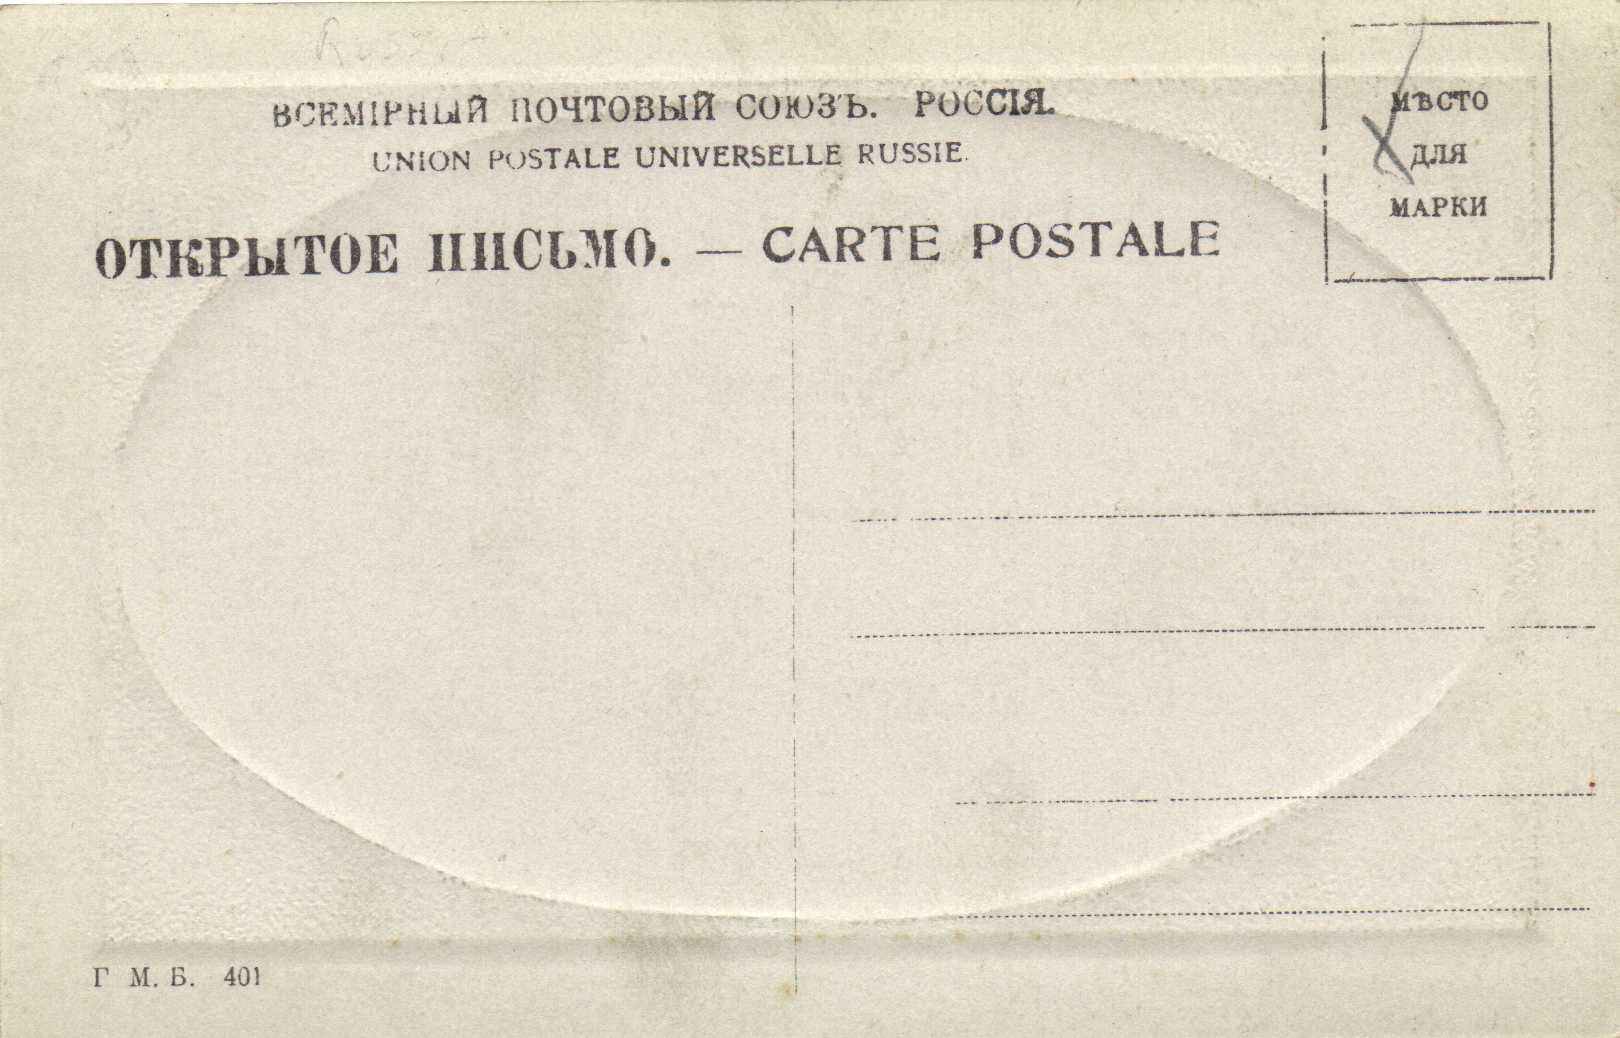 ВСЕМІРНЫЙ ПОЧТОВЫЙ СОЮЗЪ. РОССІЯ.
UNION POSTALE UNIVERSELLE RUSSIE.
ОТКРЫТОЕ ПИСЬМО. — CARTE POSTALE
МѢСТО
ДЛЯ
МАРКИ
Г М. Б. 401